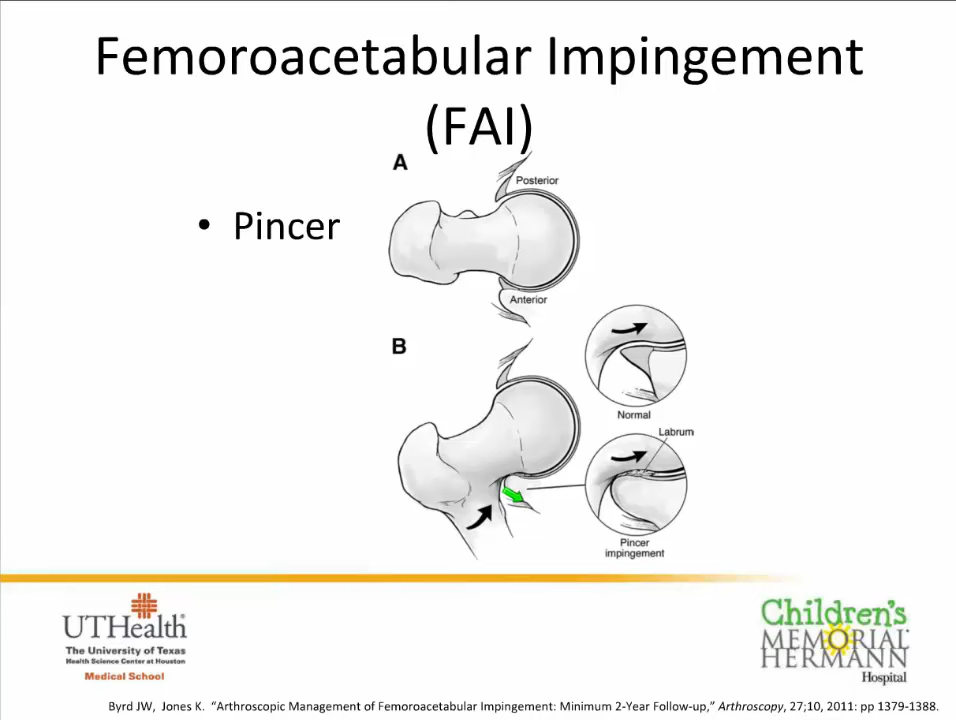 Femoroacetabular Impingement
(FAI)
A
Posterior
• Pincer
Anterior
B
Normal
Labrum
Pincer
impingement
UTHealth®
The University of Texas
Health Science Center at Houston
Medical School
Children's
MEMORIAL®
HERMANN
Hospital
Byrd JW, Jones K. “Arthroscopic Management of Femoroacetabular Impingement: Minimum 2-Year Follow-up,” Arthroscopy, 27;10, 2011: pp 1379-1388.